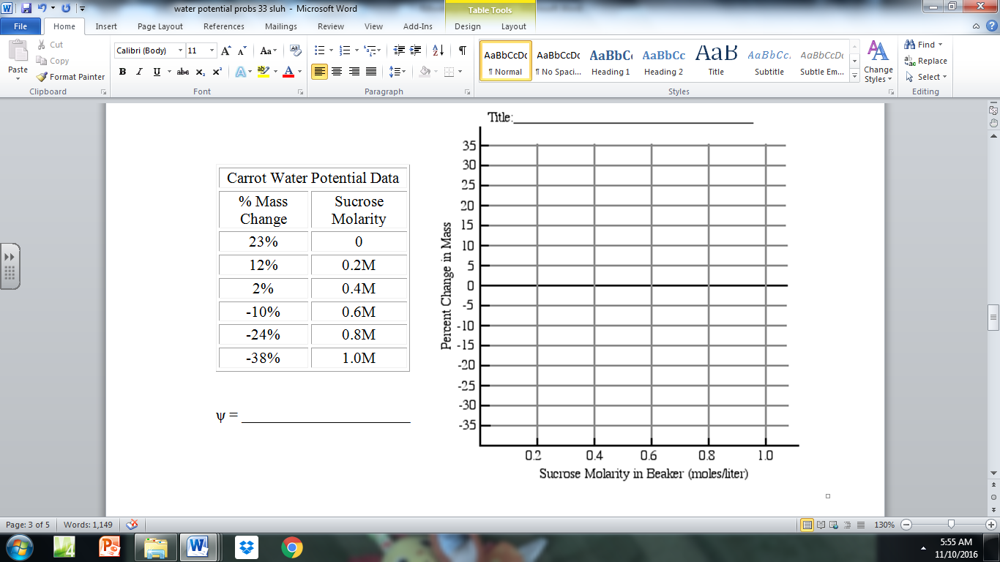 water potential probs 33 sluh - Microsoft Word
Table Tools
File Home Insert Page Layout References Mailings Review View Add-Ins Design Layout
Paste
Cut
Copy
Format Painter
Clipboard
Calibri (Body) 11
Font
Paragraph
AaBbCcDc AaBbCcDc AaBbCc AaBbCc AaB AaBbCc. AaBbCcDc
¶ Normal ¶ No Spaci... Heading 1 Heading 2 Title Subtitle Subtle Em...
Styles
Change Styles
Find
Replace
Select
Editing
Title:
Carrot Water Potential Data
% Mass Change Sucrose Molarity
23% 0
12% 0.2M
2% 0.4M
-10% 0.6M
-24% 0.8M
-38% 1.0M
ψ =
Percent Change in Mass
35
30
25
20
15
10
5
0
-5
-10
-15
-20
-25
-30
-35
0.2 0.4 0.6 0.8 1.0
Sucrose Molarity in Beaker (moles/liter)
Page: 3 of 5 Words: 1,149 130%
5:55 AM
11/10/2016